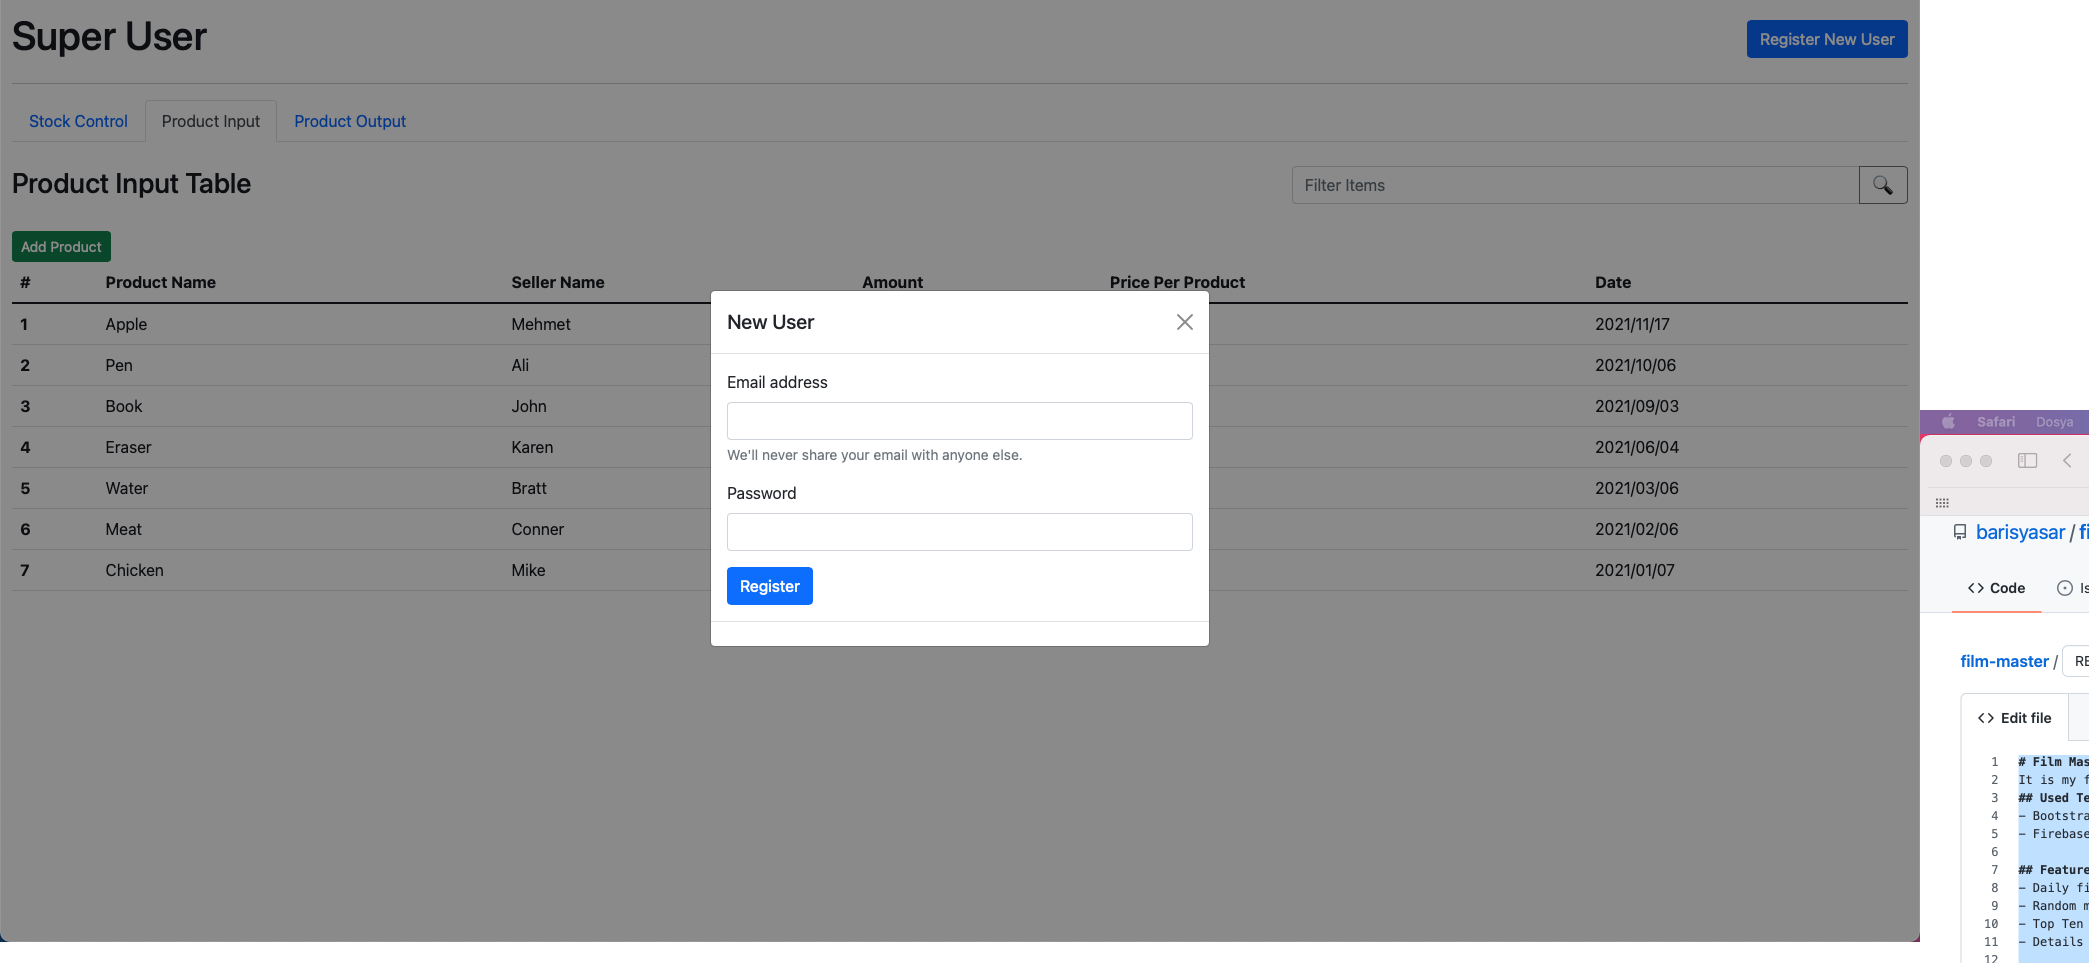 Super User
Register New User
Stock Control Product Input Product Output
Product Input Table
Filter Items
Add Product
# Product Name Seller Name Amount Price Per Product Date
1 Apple Mehmet 2021/11/17
2 Pen Ali 2021/10/06
3 Book John 2021/09/03
4 Eraser Karen 2021/06/04
5 Water Bratt 2021/03/06
6 Meat Conner 2021/02/06
7 Chicken Mike 2021/01/07
New User
Email address
We'll never share your email with anyone else.
Password
Register
Safari Dosya
barisyasar / fi
Code Is
film-master / RE
Edit file
1 # Film Mas
2 It is my f
3 ## Used Te
4 - Bootstra
5 - Firebase
6
7 ## Feature
8 - Daily fi
9 - Random m
10 - Top Ten
11 - Details
12